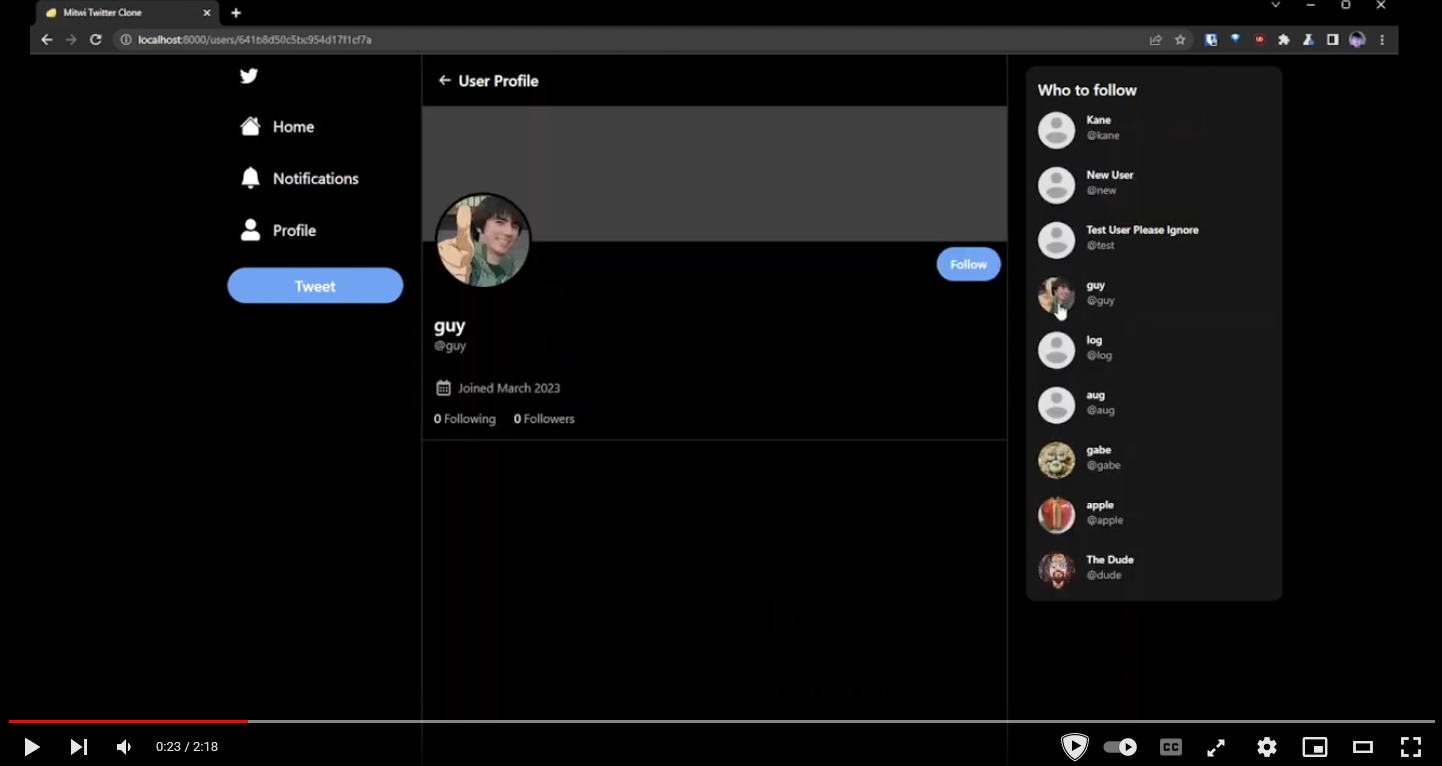 Mitwi Twitter Clone
localhost:8000/users/641b8d50c5bc954d17f1cf7a
Home
Notifications
Profile
Tweet
User Profile
Follow
guy
@guy
Joined March 2023
0 Following 0 Followers
Who to follow
Kane
@kane
New User
@new
Test User Please Ignore
@test
guy
@guy
log
@log
aug
@aug
gabe
@gabe
apple
@apple
The Dude
@dude
0:23 / 2:18
CC